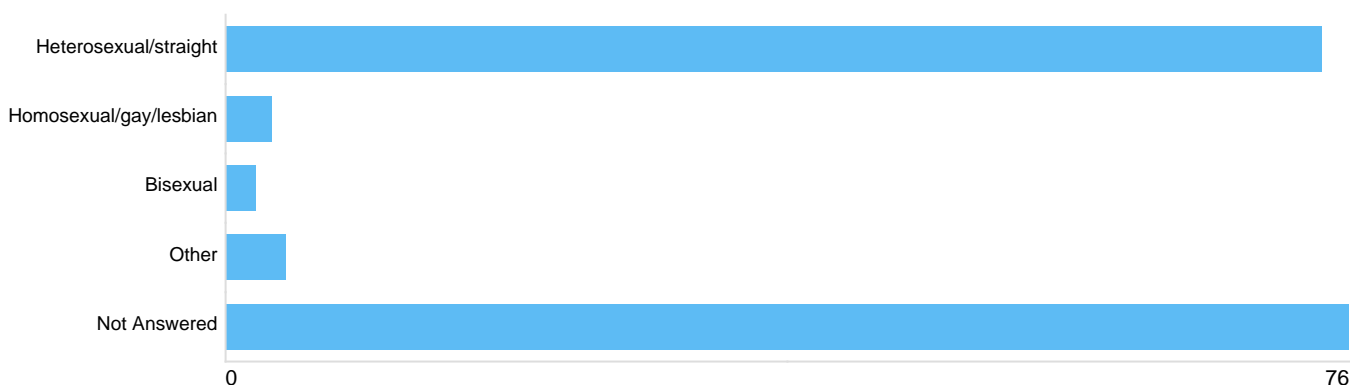 Heterosexual/straight
Homosexual/gay/lesbian
Bisexual
Other
Not Answered
0 76